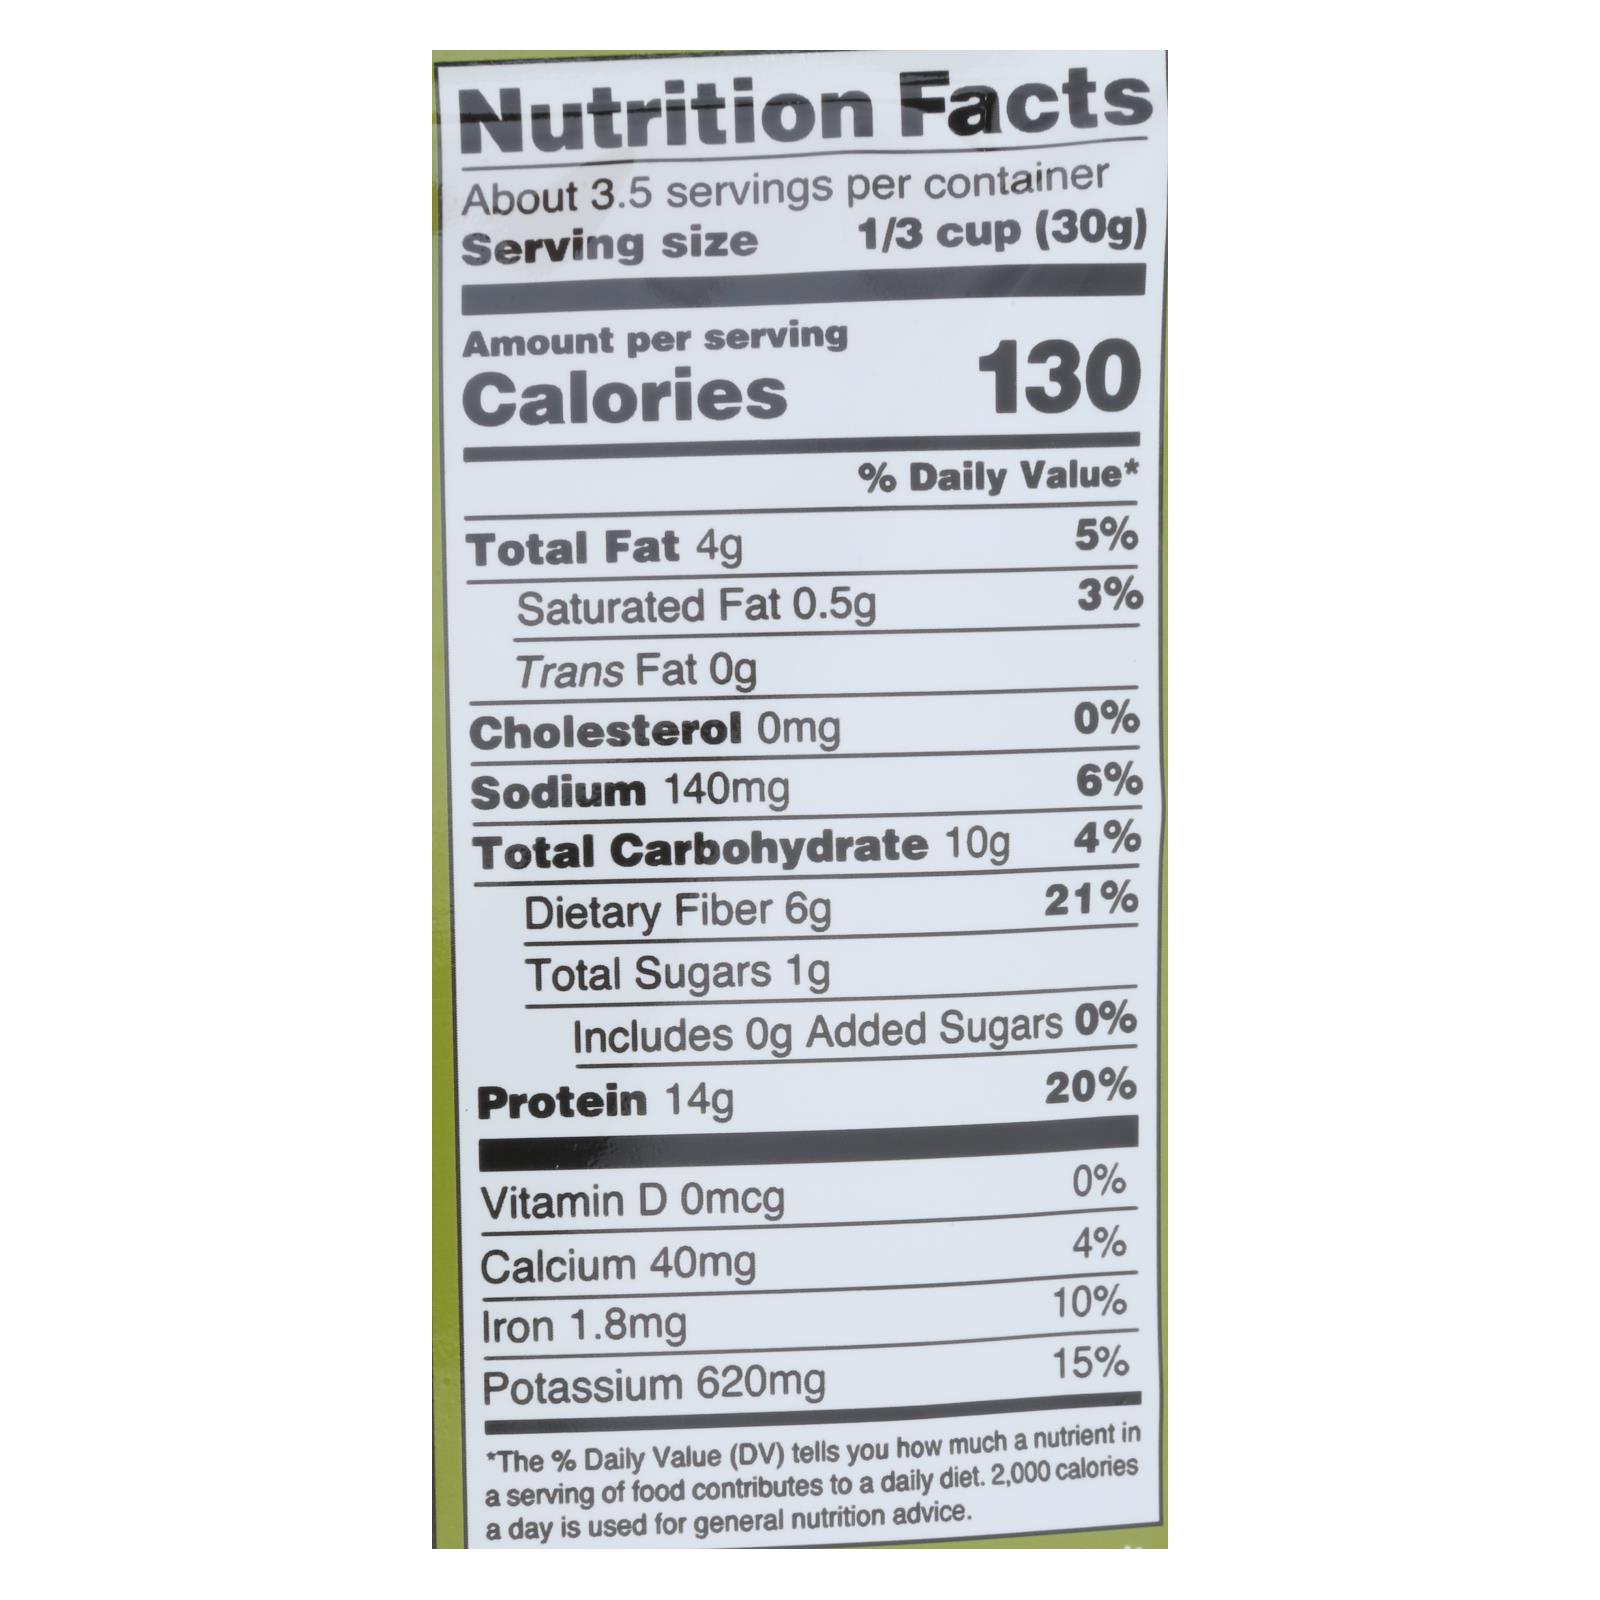 Nutrition Facts
About 3.5 servings per container
Serving size 1/3 cup (30g)
Amount per serving
Calories 130
% Daily Value*
Total Fat 4g 5%
Saturated Fat 0.5g 3%
Trans Fat 0g
Cholesterol 0mg 0%
Sodium 140mg 6%
Total Carbohydrate 10g 4%
Dietary Fiber 6g 21%
Total Sugars 1g
Includes 0g Added Sugars 0%
Protein 14g 20%
Vitamin D 0mcg 0%
Calcium 40mg 4%
Iron 1.8mg 10%
Potassium 620mg 15%
*The % Daily Value (DV) tells you how much a nutrient in
a serving of food contributes to a daily diet. 2,000 calories
a day is used for general nutrition advice.